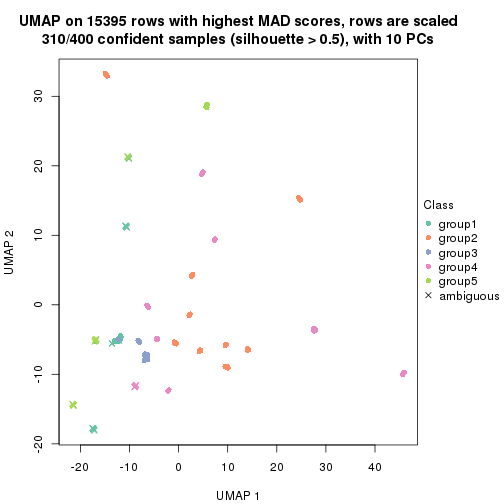 UMAP on 15395 rows with highest MAD scores, rows are scaled
310/400 confident samples (silhouette > 0.5), with 10 PCs
UMAP 2
30
20
10
0
-10
-20
-20
-10
0
10
20
30
40
UMAP 1
Class
group1
group2
group3
group4
group5
ambiguous